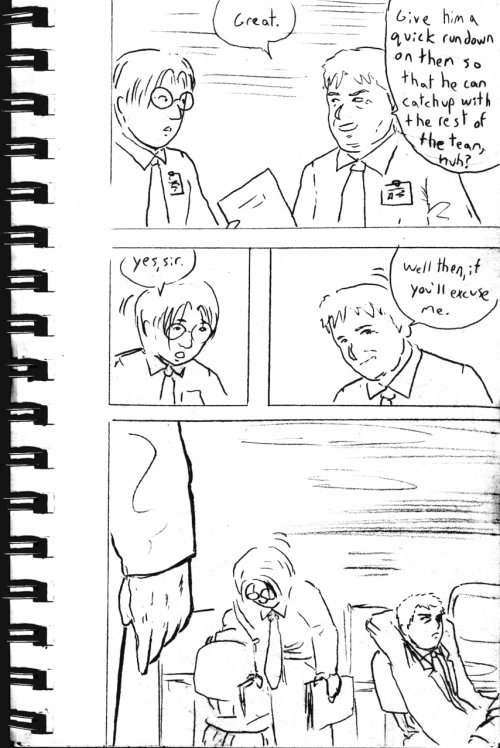 Great.
Give him a
quick rundown
on them so
that he can
catchup with
the rest of
the team,
huh?
yes, sir.
Well then, if
you'll excuse
me.